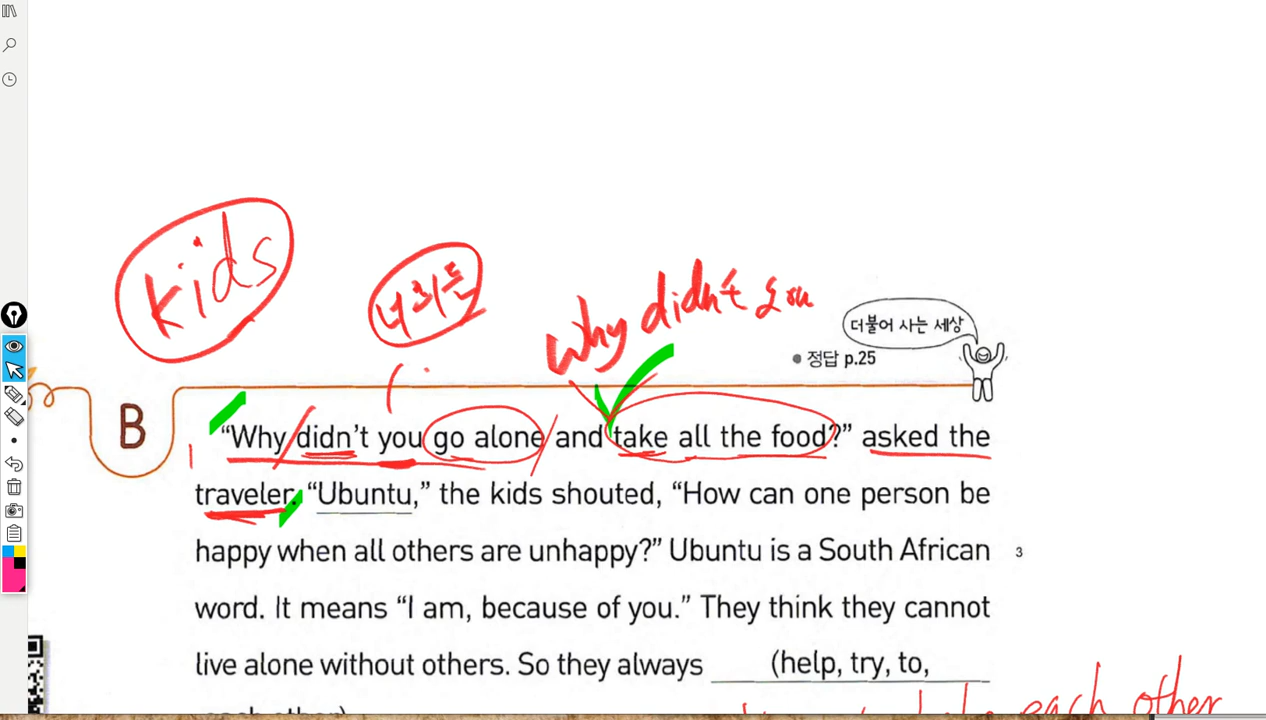 kids
너희들
Why didn't you
더불어 사는 세상
● 정답 p.25
B
“Why didn't you go alone and take all the food?” asked the
traveler. “Ubuntu,” the kids shouted, “How can one person be
happy when all others are unhappy?” Ubuntu is a South African
3
word. It means “I am, because of you.” They think they cannot
live alone without others. So they always ______ (help, try, to,
each other)
each other